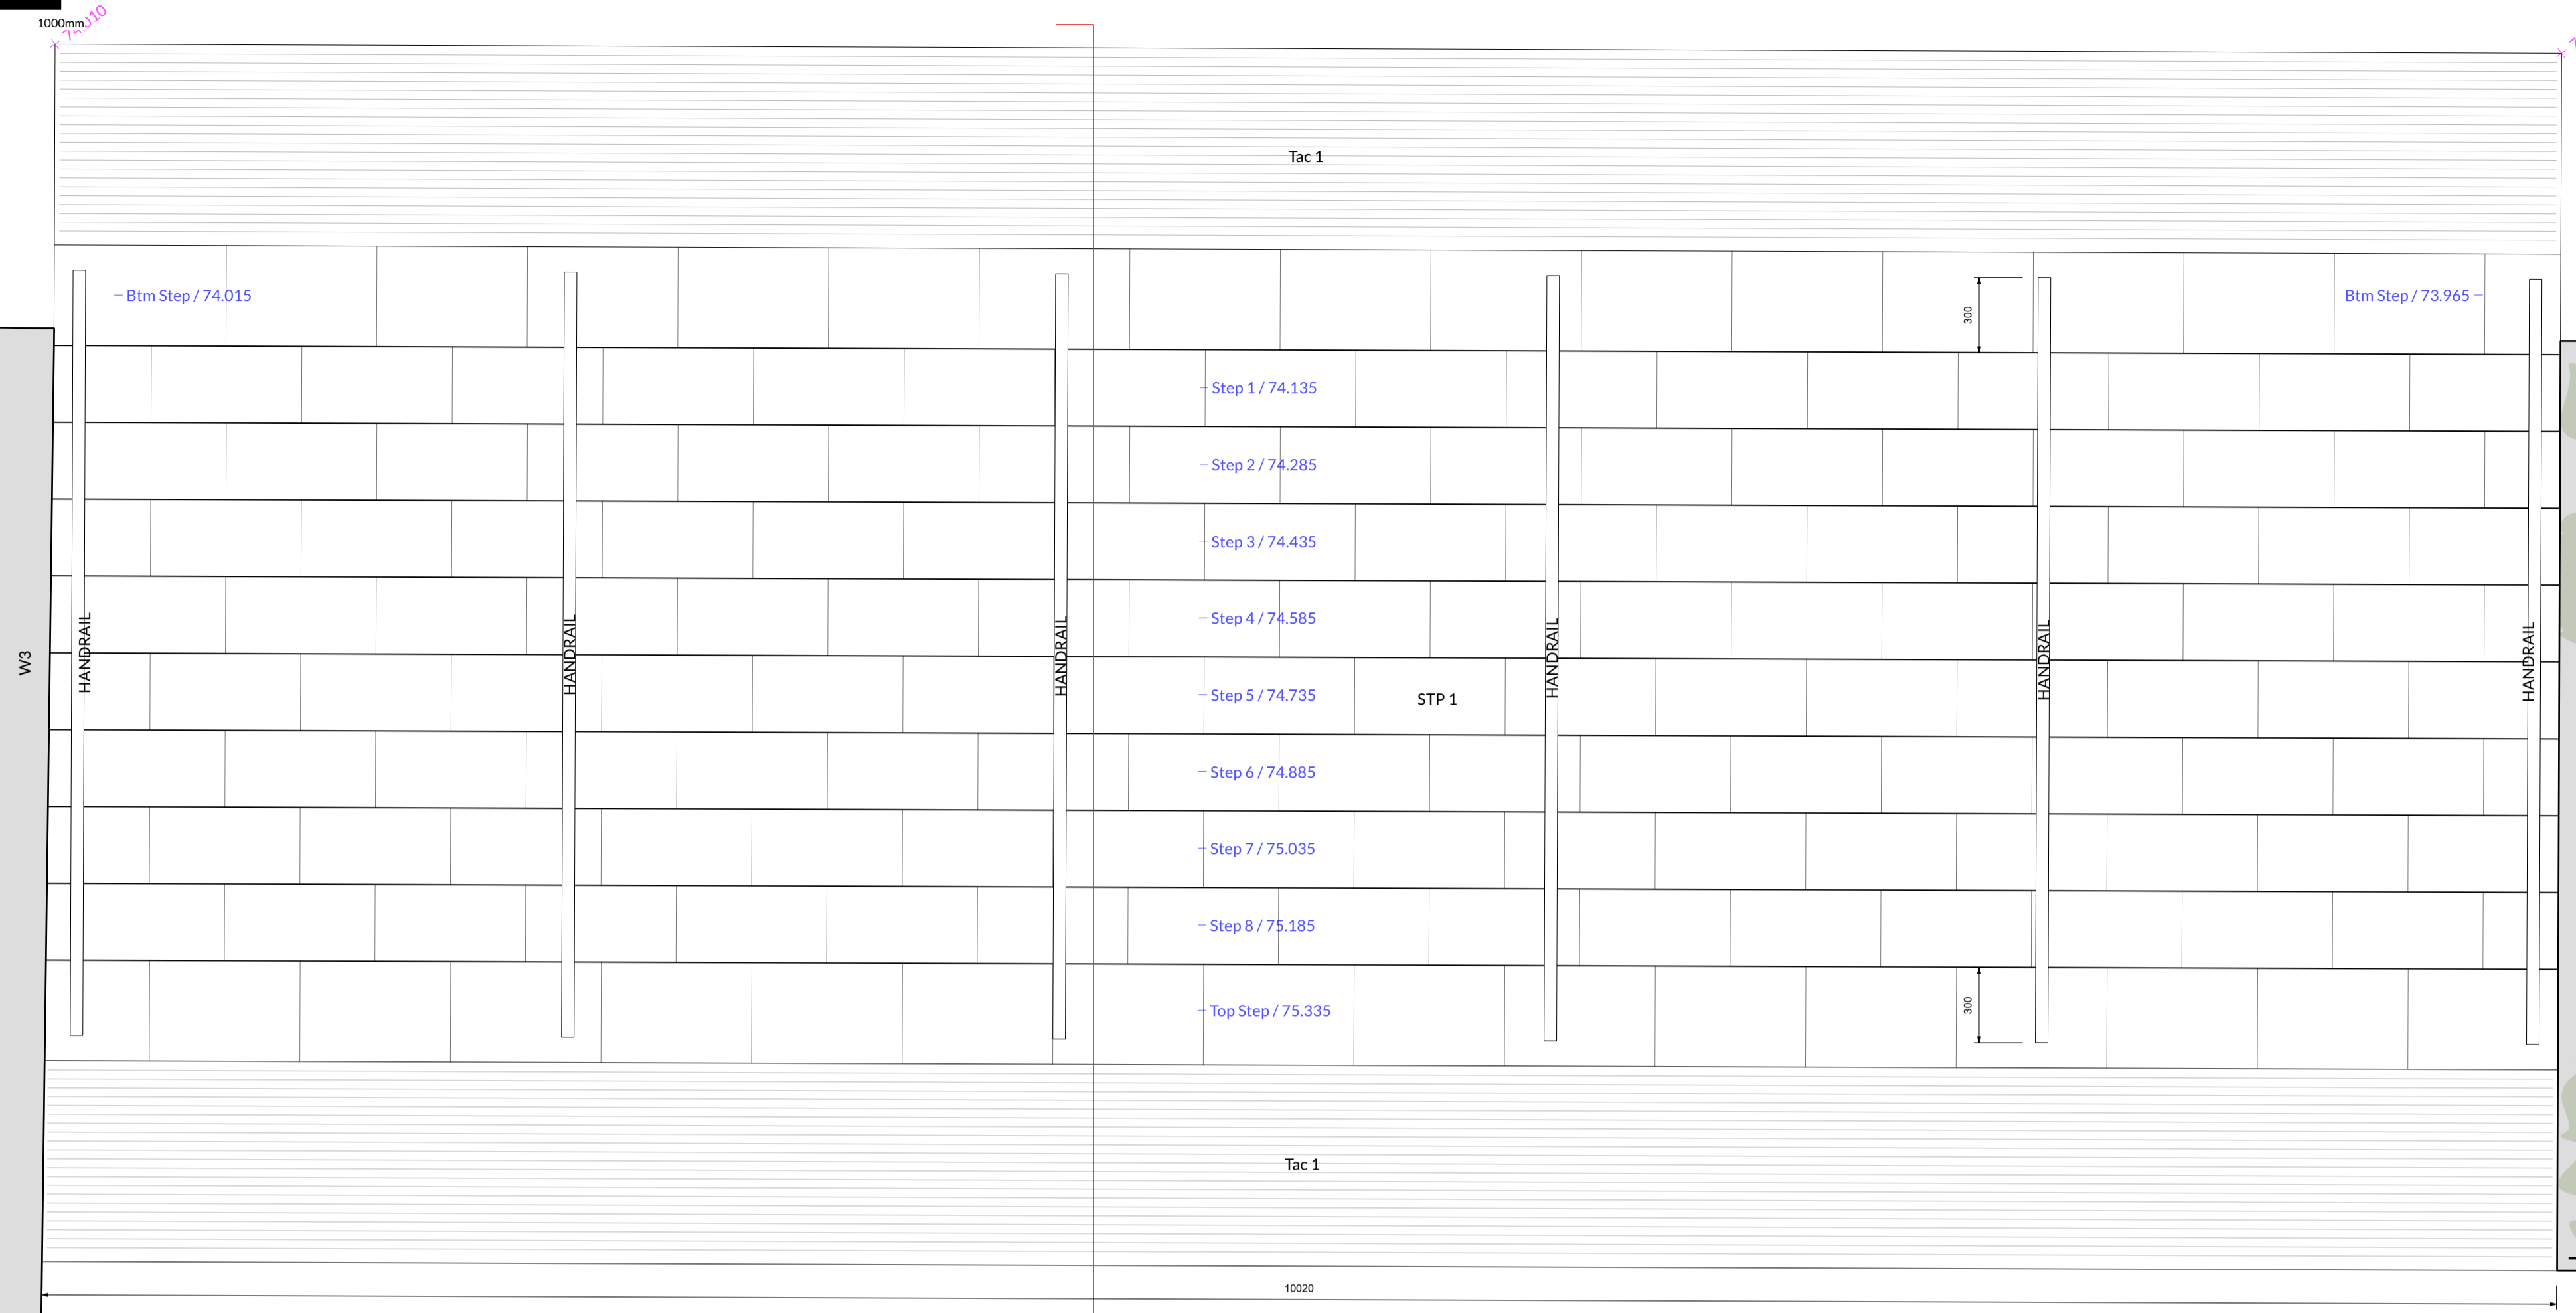 1000mm
Tac 1
Btm Step / 74.015
Btm Step / 73.965
300
Step 1 / 74.135
Step 2 / 74.285
Step 3 / 74.435
Step 4 / 74.585
W3
HANDRAIL
HANDRAIL
HANDRAIL
HANDRAIL
HANDRAIL
HANDRAIL
Step 5 / 74.735
STP 1
Step 6 / 74.885
Step 7 / 75.035
Step 8 / 75.185
Top Step / 75.335
300
Tac 1
10020